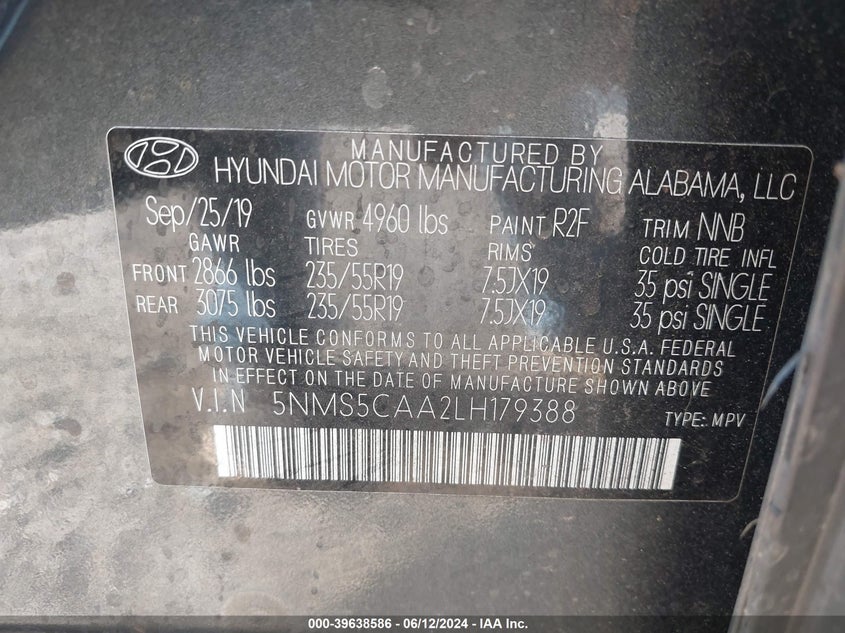 MANUFACTURED BY
HYUNDAI MOTOR MANUFACTURING ALABAMA, LLC
Sep/25/19 GVWR 4960 lbs PAINT R2F TRIM NNB
GAWR TIRES RIMS COLD TIRE INFL
FRONT 2866 lbs 235/55R19 7.5JX19 35 psi SINGLE
REAR 3075 lbs 235/55R19 7.5JX19 35 psi SINGLE
THIS VEHICLE CONFORMS TO ALL APPLICABLE U.S.A. FEDERAL
MOTOR VEHICLE SAFETY AND THEFT PREVENTION STANDARDS
IN EFFECT ON THE DATE OF MANUFACTURE SHOWN ABOVE
V.I.N 5NMS5CAA2LH179388 TYPE: MPV
000-39638586 - 06/12/2024 - IAA Inc.